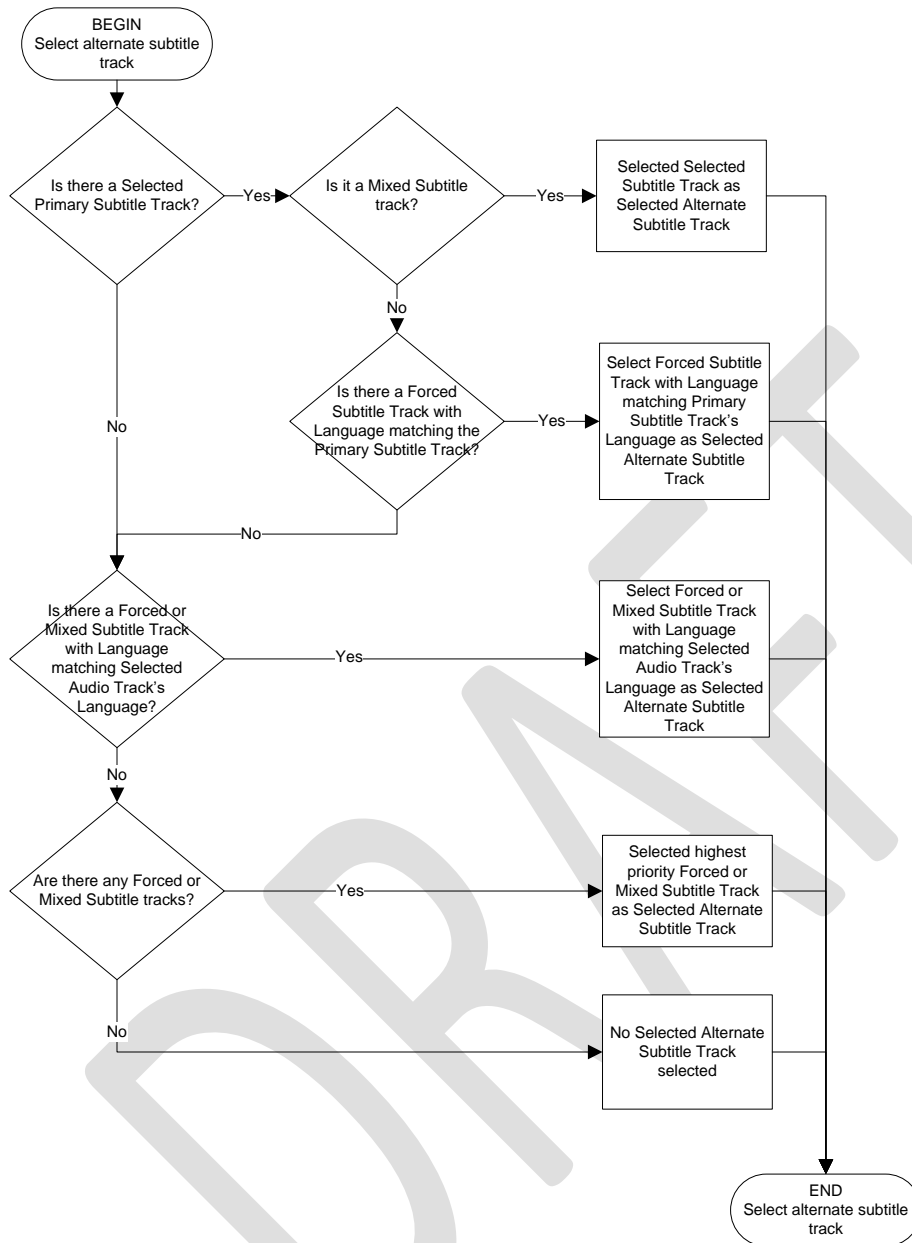 BEGIN
Select alternate subtitle
track
Is there a Selected
Primary Subtitle Track?
Yes
Is it a Mixed Subtitle
track?
Yes
Selected Selected
Subtitle Track as
Selected Alternate
Subtitle Track
No
No
Is there a Forced
Subtitle Track with
Language matching the
Primary Subtitle Track?
Yes
Select Forced Subtitle
Track with Language
matching Primary
Subtitle Track's
Language as Selected
Alternate Subtitle
Track
No
Is there a Forced or
Mixed Subtitle Track
with Language
matching Selected
Audio Track's
Language?
Yes
Select Forced or
Mixed Subtitle Track
with Language
matching Selected
Audio Track's
Language as Selected
Alternate Subtitle
Track
No
Are there any Forced or
Mixed Subtitle tracks?
Yes
Selected highest
priority Forced or
Mixed Subtitle Track
as Selected Alternate
Subtitle Track
No
No Selected Alternate
Subtitle Track
selected
END
Select alternate subtitle
track
DRAFT